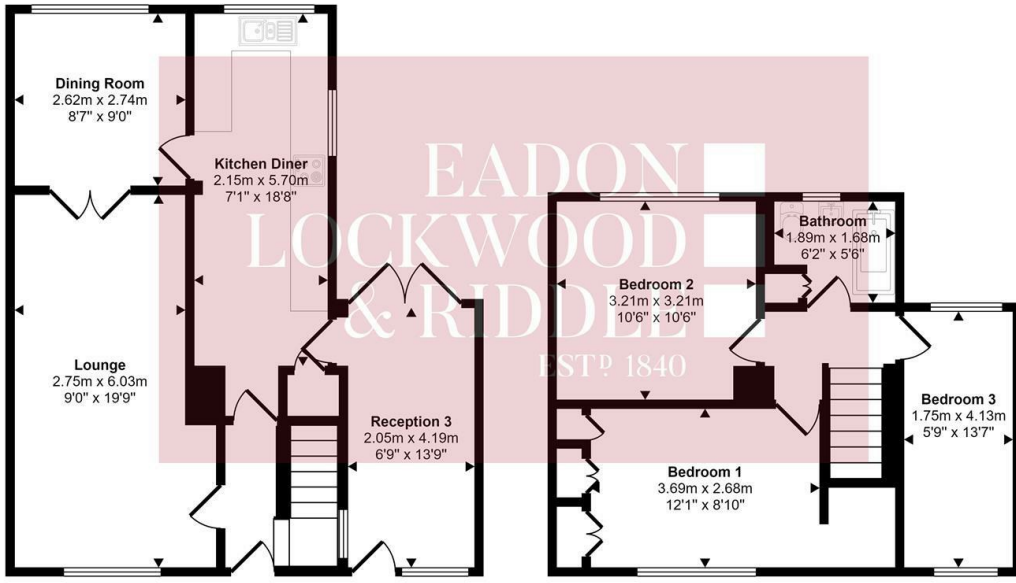 Dining Room
2.62m x 2.74m
8'7" x 9'0"
Kitchen Diner
2.15m x 5.70m
7'1" x 18'8"
Lounge
2.75m x 6.03m
9'0" x 19'9"
Reception 3
2.05m x 4.19m
6'9" x 13'9"
EADON
LOCKWOOD
& RIDDLE
ESTD 1840
Bathroom
1.89m x 1.68m
6'2" x 5'6"
Bedroom 2
3.21m x 3.21m
10'6" x 10'6"
Bedroom 3
1.75m x 4.13m
5'9" x 13'7"
Bedroom 1
3.69m x 2.68m
12'1" x 8'10"